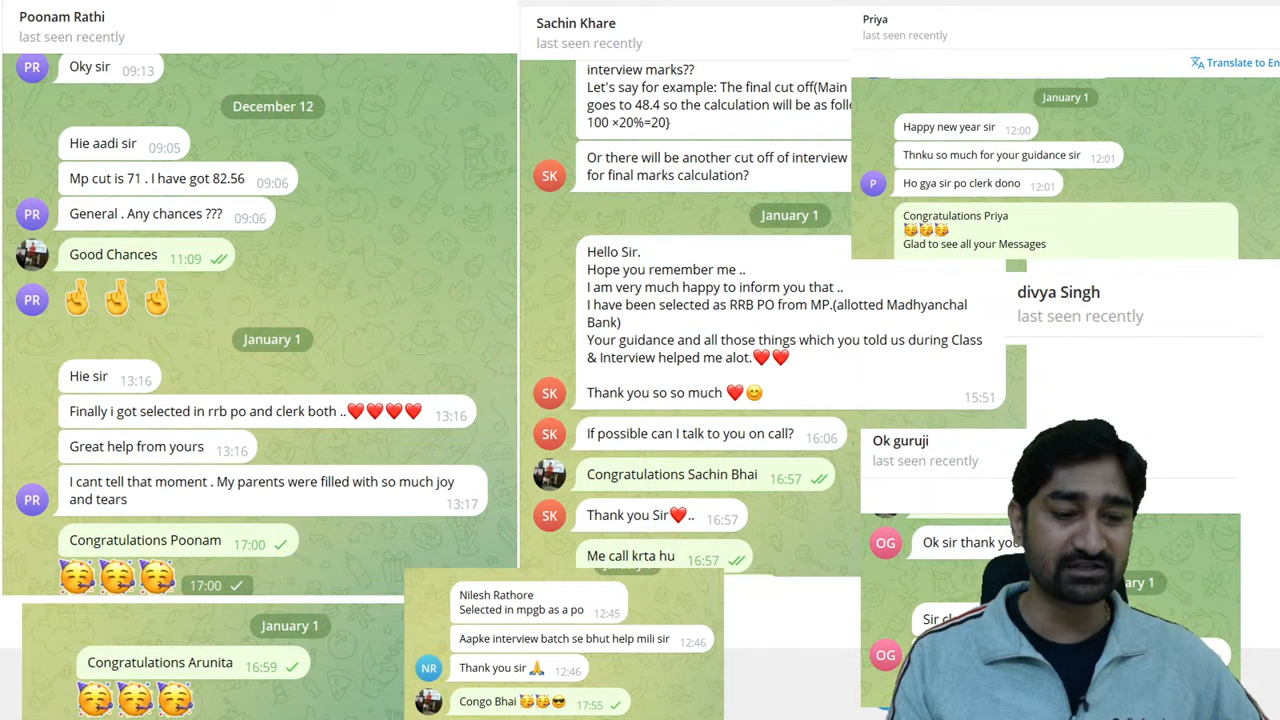 Poonam Rathi
last seen recently
PR
Oky sir 09:13
December 12
Hie aadi sir 09:05
Mp cut is 71 . I have got 82.56 09:06
PR
General . Any chances ??? 09:06
Good Chances 11:09
PR
January 1
Hie sir 13:16
Finally i got selected in rrb po and clerk both ..❤️❤️❤️❤️ 13:16
Great help from yours 13:16
PR
I cant tell that moment . My parents were filled with so much joy
and tears 13:17
Congratulations Poonam 17:00
🥳🥳🥳 17:00
January 1
Congratulations Arunita 16:59
🥳🥳🥳
Sachin Khare
last seen recently
interview marks??
Let's say for example: The final cut off(Main
goes to 48.4 so the calculation will be as follo
100 ×20%=20}
SK
Or there will be another cut off of interview
for final marks calculation?
January 1
Hello Sir.
Hope you remember me ..
I am very much happy to inform you that ..
I have been selected as RRB PO from MP.(allotted Madhyanchal
Bank)
Your guidance and all those things which you told us during Class
& Interview helped me alot.❤️❤️
SK
Thank you so so much ❤️😊 15:51
SK
If possible can I talk to you on call? 16:06
Congratulations Sachin Bhai 16:57
SK
Thank you Sir❤️.. 16:57
Me call krta hu 16:57
Nilesh Rathore
Selected in mpgb as a po 12:45
Aapke interview batch se bhut help mili sir 12:46
NR
Thank you sir 🙏 12:46
Congo Bhai 🥳🥳😎 17:55
Priya
last seen recently
Translate to En
January 1
Happy new year sir 12:00
Thnku so much for your guidance sir 12:01
P
Ho gya sir po clerk dono 12:01
Congratulations Priya
🥳🥳🥳
Glad to see all your Messages
divya Singh
last seen recently
Ok guruji
last seen recently
OG
Ok sir thank you
ary 1
OG
Sir cl